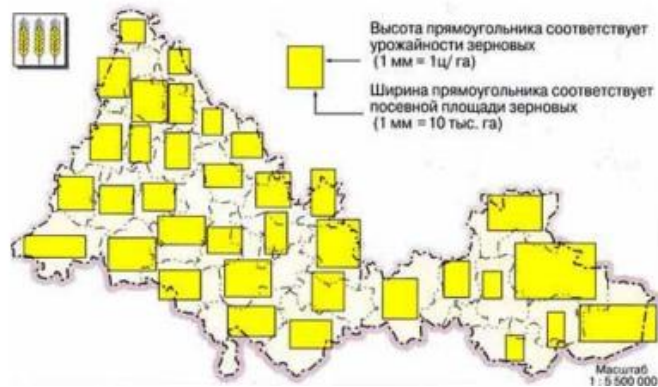 Высота прямоугольника соответствует
урожайности зерновых
(1 мм = 1ц/ га)
Ширина прямоугольника соответствует
посевной площади зерновых
(1 мм = 10 тыс. га)
Масштаб
1 : 5 500 000